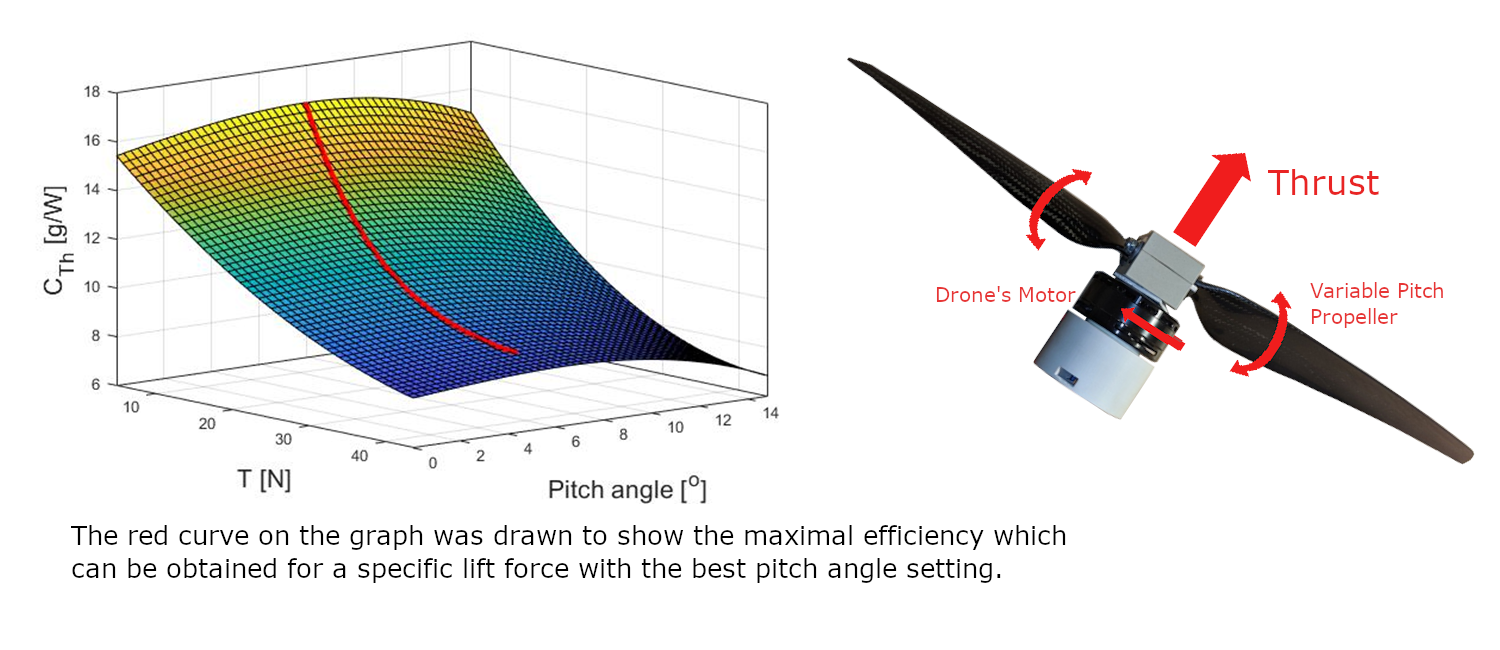 18
16
14
12
10
8
6
C_Th [g/W]
10
20
30
40
T [N]
0
2
4
6
8
10
12
14
Pitch angle [°]
Thrust
Drone's Motor
Variable Pitch
Propeller
The red curve on the graph was drawn to show the maximal efficiency which
can be obtained for a specific lift force with the best pitch angle setting.